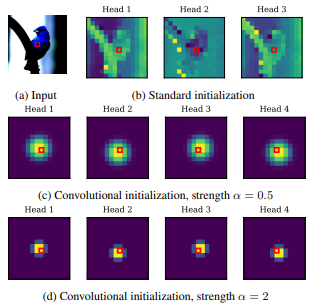 Head 1 Head 2 Head 3
(a) Input (b) Standard initialization
Head 1 Head 2 Head 3 Head 4
(c) Convolutional initialization, strength α = 0.5
Head 1 Head 2 Head 3 Head 4
(d) Convolutional initialization, strength α = 2